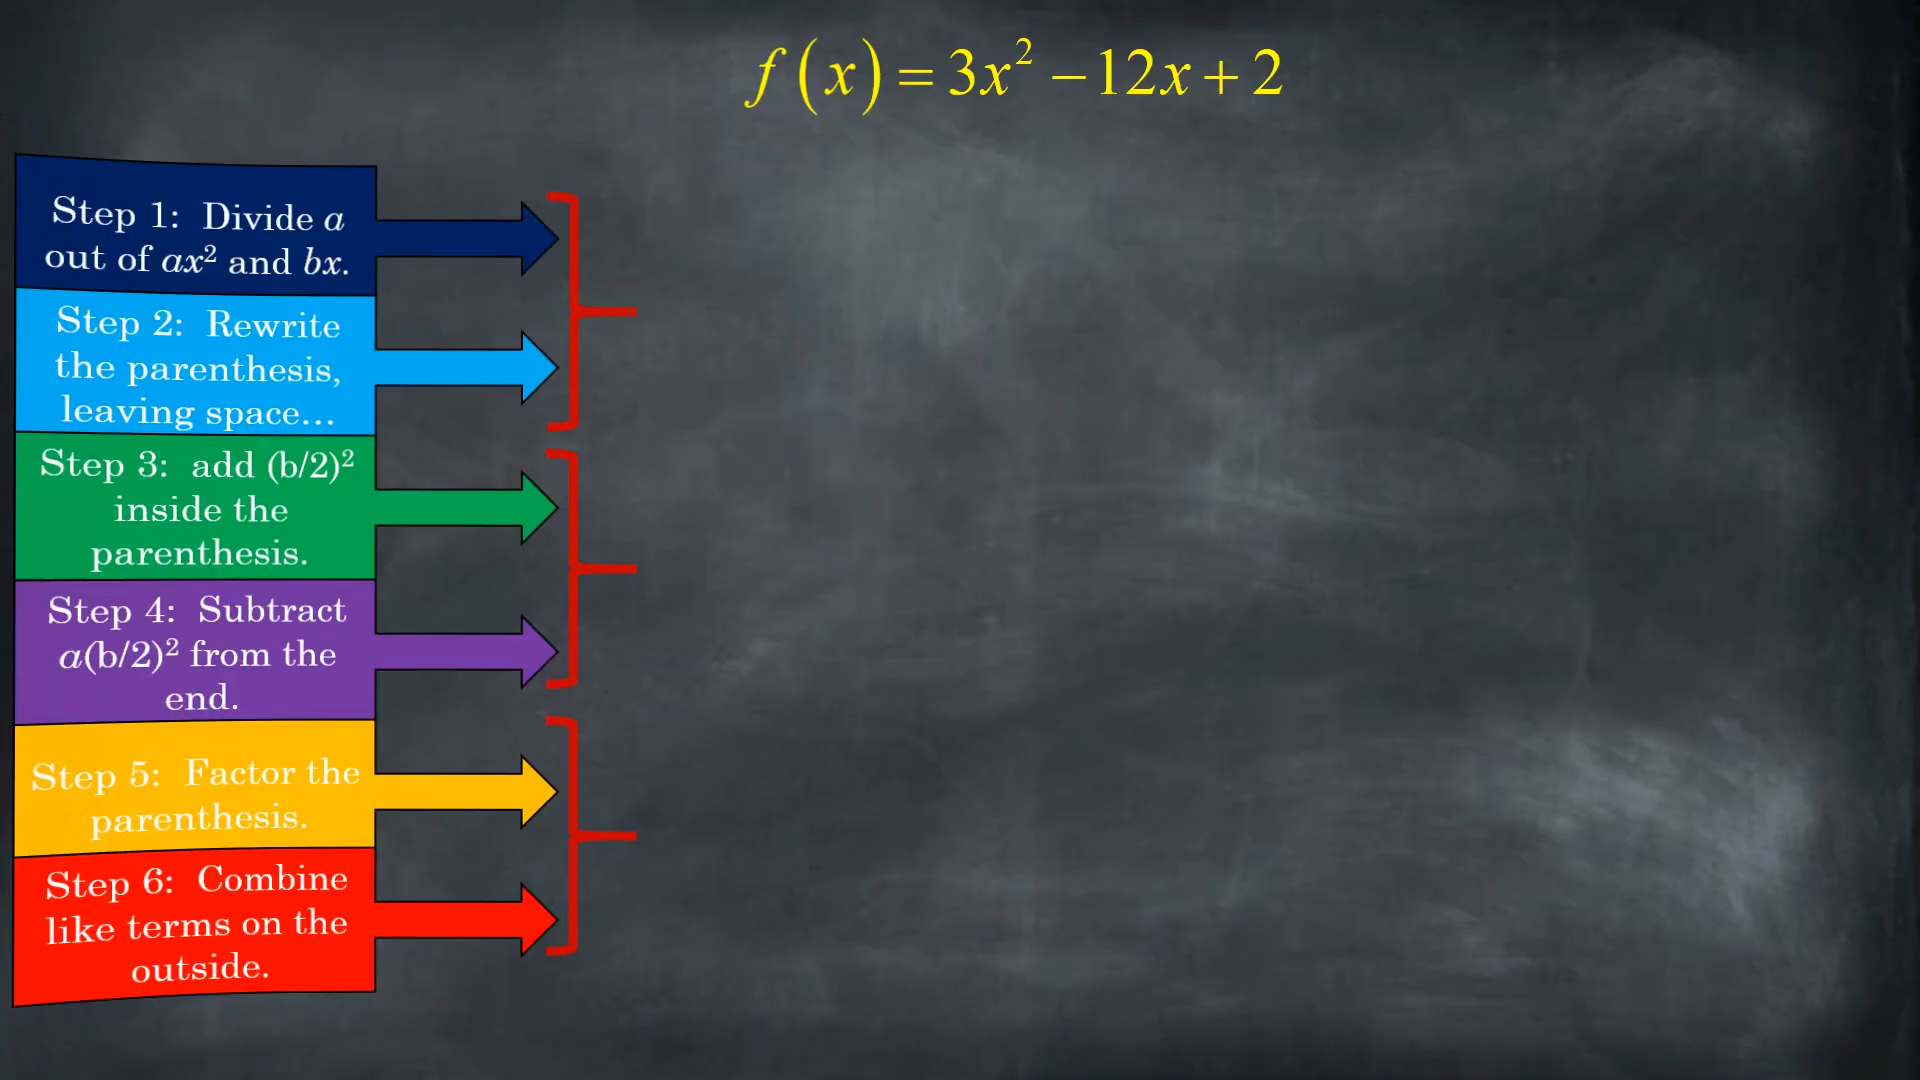 f(x) = 3x² − 12x + 2
Step 1: Divide a
out of ax² and bx.
Step 2: Rewrite
the parenthesis,
leaving space...
Step 3: add (b/2)²
inside the
parenthesis.
Step 4: Subtract
a(b/2)² from the
end.
Step 5: Factor the
parenthesis.
Step 6: Combine
like terms on the
outside.